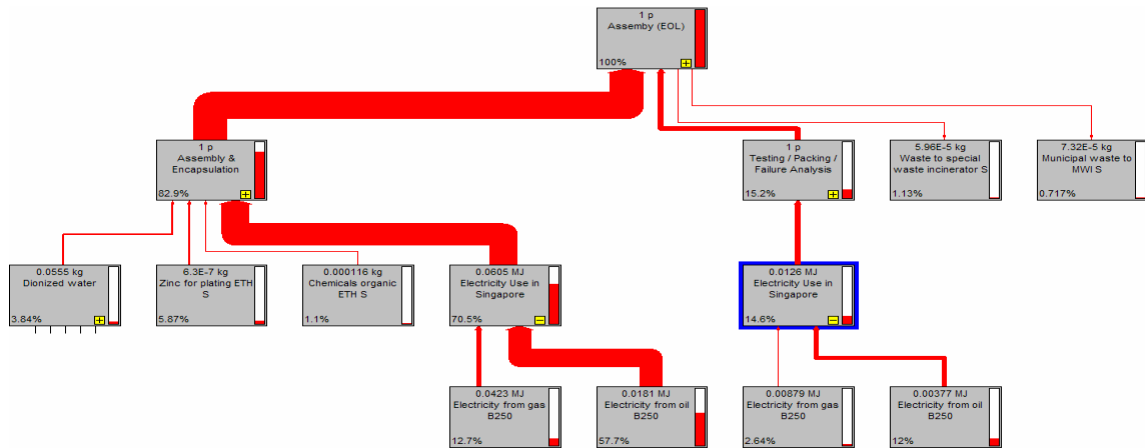 1 p
Assemby (EOL)
100%
1 p
Assembly &
Encapsulation
82.9%
1 p
Testing / Packing /
Failure Analysis
15.2%
5.96E-5 kg
Waste to special
waste incinerator S
1.13%
7.32E-5 kg
Municipal waste to
MWI S
0.717%
0.0555 kg
Dionized water
3.84%
6.3E-7 kg
Zinc for plating ETH
S
5.87%
0.000116 kg
Chemicals organic
ETH S
1.1%
0.0605 MJ
Electricity Use in
Singapore
70.5%
0.0126 MJ
Electricity Use in
Singapore
14.6%
0.0423 MJ
Electricity from gas
B250
12.7%
0.0181 MJ
Electricity from oil
B250
57.7%
0.00879 MJ
Electricity from gas
B250
2.64%
0.00377 MJ
Electricity from oil
B250
12%